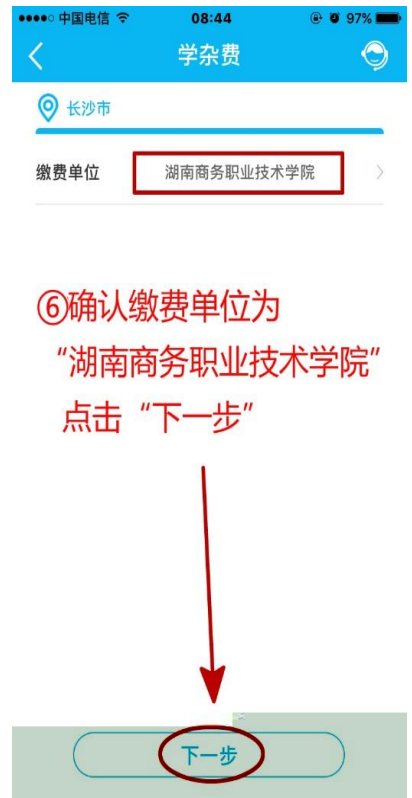 中国电信 08:44 97%
学杂费
长沙市
缴费单位 湖南商务职业技术学院
⑥确认缴费单位为
“湖南商务职业技术学院”
点击“下一步”
下一步